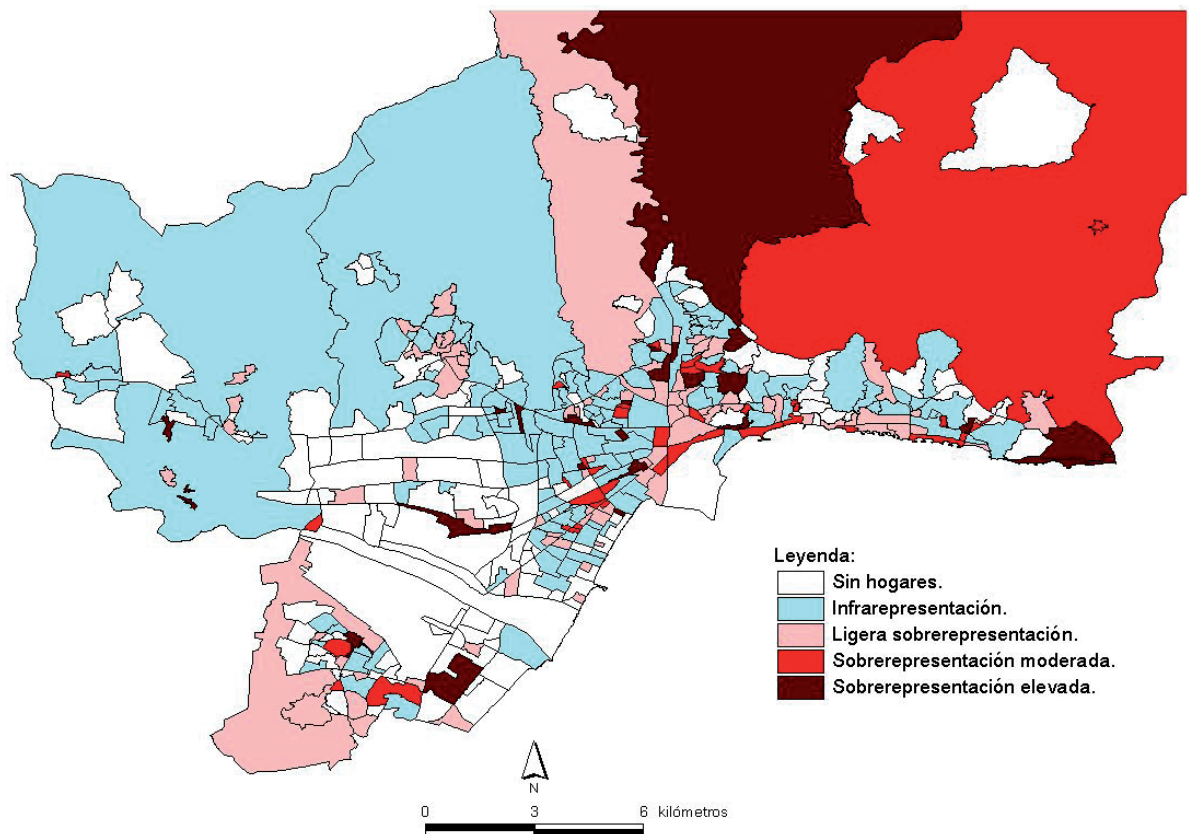 Leyenda:
Sin hogares.
Infrarepresentación.
Ligera sobrerepresentación.
Sobrerepresentación moderada.
Sobrerepresentación elevada.
N
0 3 6 kilómetros